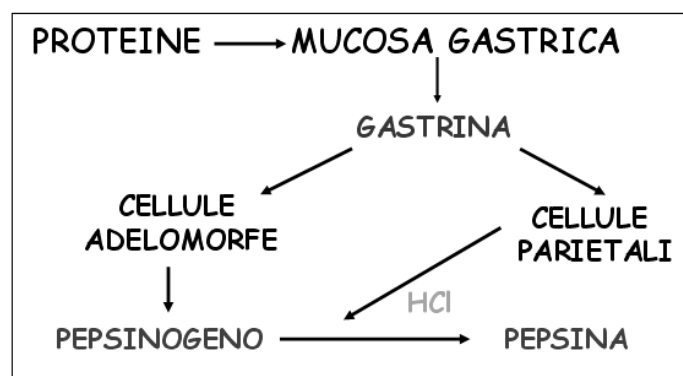 PROTEINE MUCOSA GASTRICA
GASTRINA
CELLULE
ADELOMORFE
CELLULE
PARIETALI
HCl
PEPSINOGENO PEPSINA